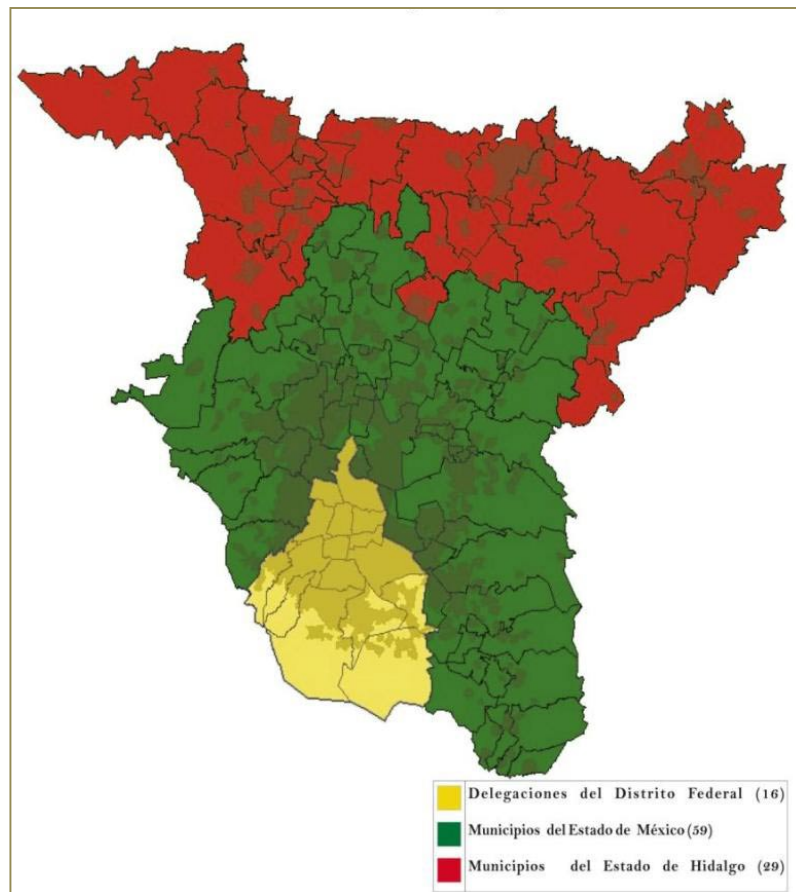 Delegaciones del Distrito Federal (16)
Municipios del Estado de México (59)
Municipios del Estado de Hidalgo (29)